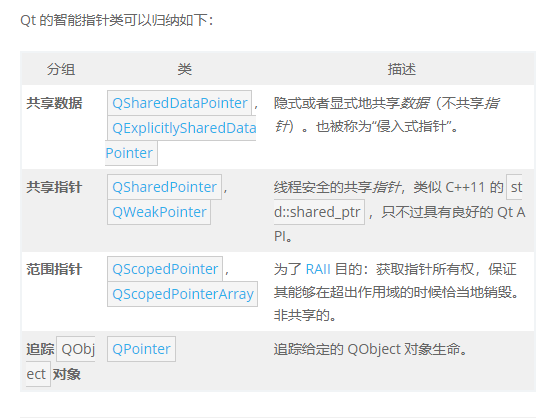 Qt 的智能指针类可以归纳如下：
分组 类 描述
共享数据 QSharedDataPointer , 隐式或者显式地共享数据（不共享指
QExplicitlySharedData 针）。也被称为“侵入式指针”。
Pointer
共享指针 QSharedPointer , 线程安全的共享指针，类似 C++11 的 st
QWeakPointer d::shared_ptr ，只不过具有良好的 Qt A
PI。
范围指针 QScopedPointer , 为了 RAII 目的：获取指针所有权，保证
QScopedPointerArray 其能够在超出作用域的时候恰当地销毁。
非共享的。
追踪 QObj QPointer 追踪给定的 QObject 对象生命。
ect 对象